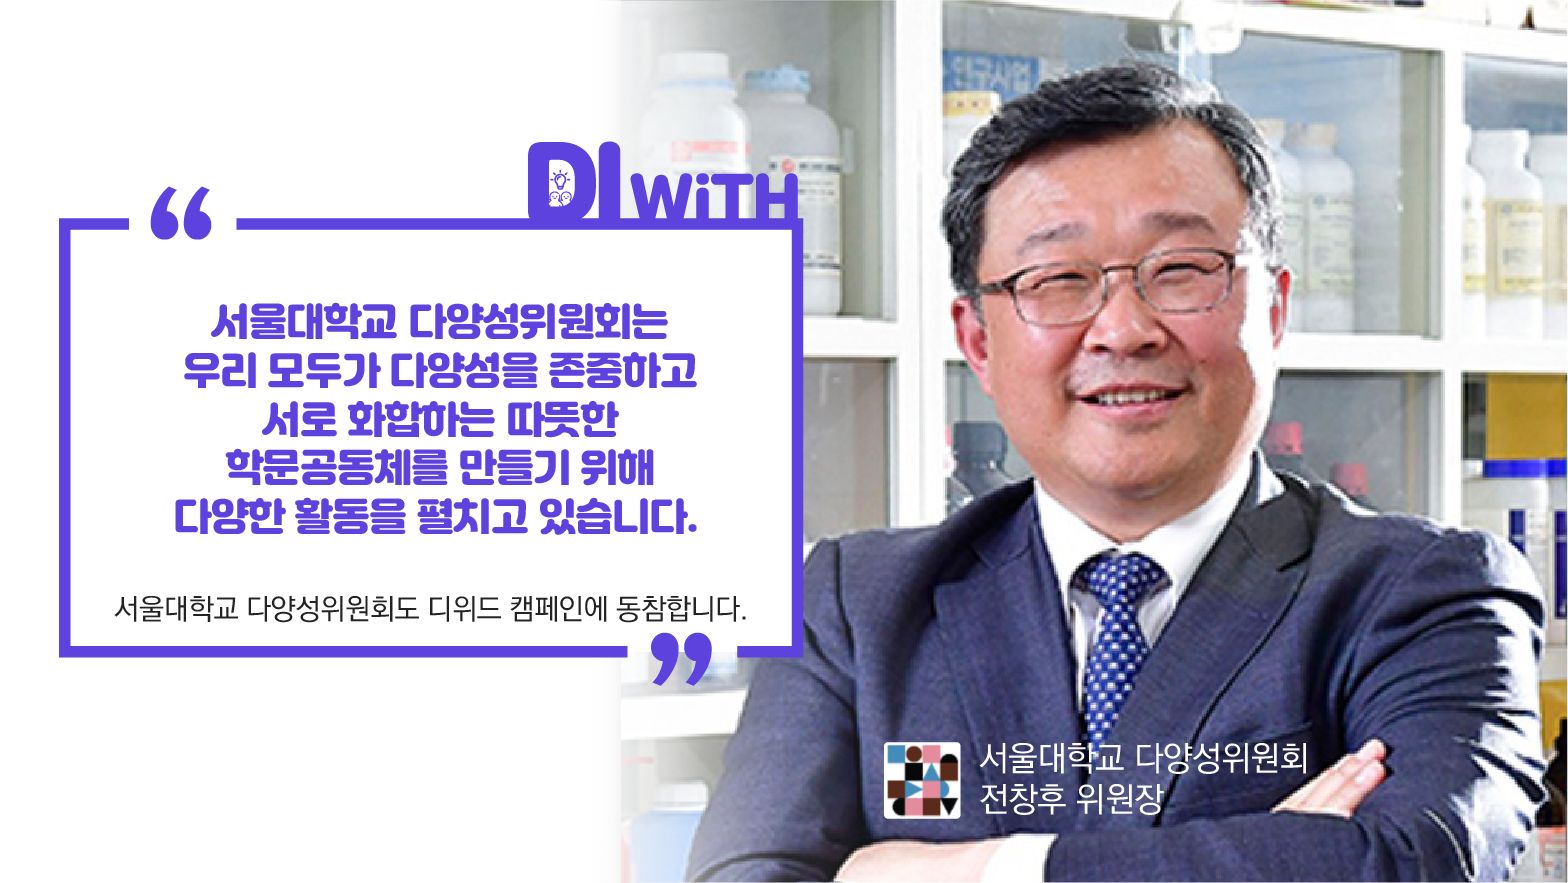 DI WiTH
“
서울대학교 다양성위원회는
우리 모두가 다양성을 존중하고
서로 화합하는 따뜻한
학문공동체를 만들기 위해
다양한 활동을 펼치고 있습니다.
서울대학교 다양성위원회도 디위드 캠페인에 동참합니다.
”
연구사업
서울대학교 다양성위원회
전창후 위원장